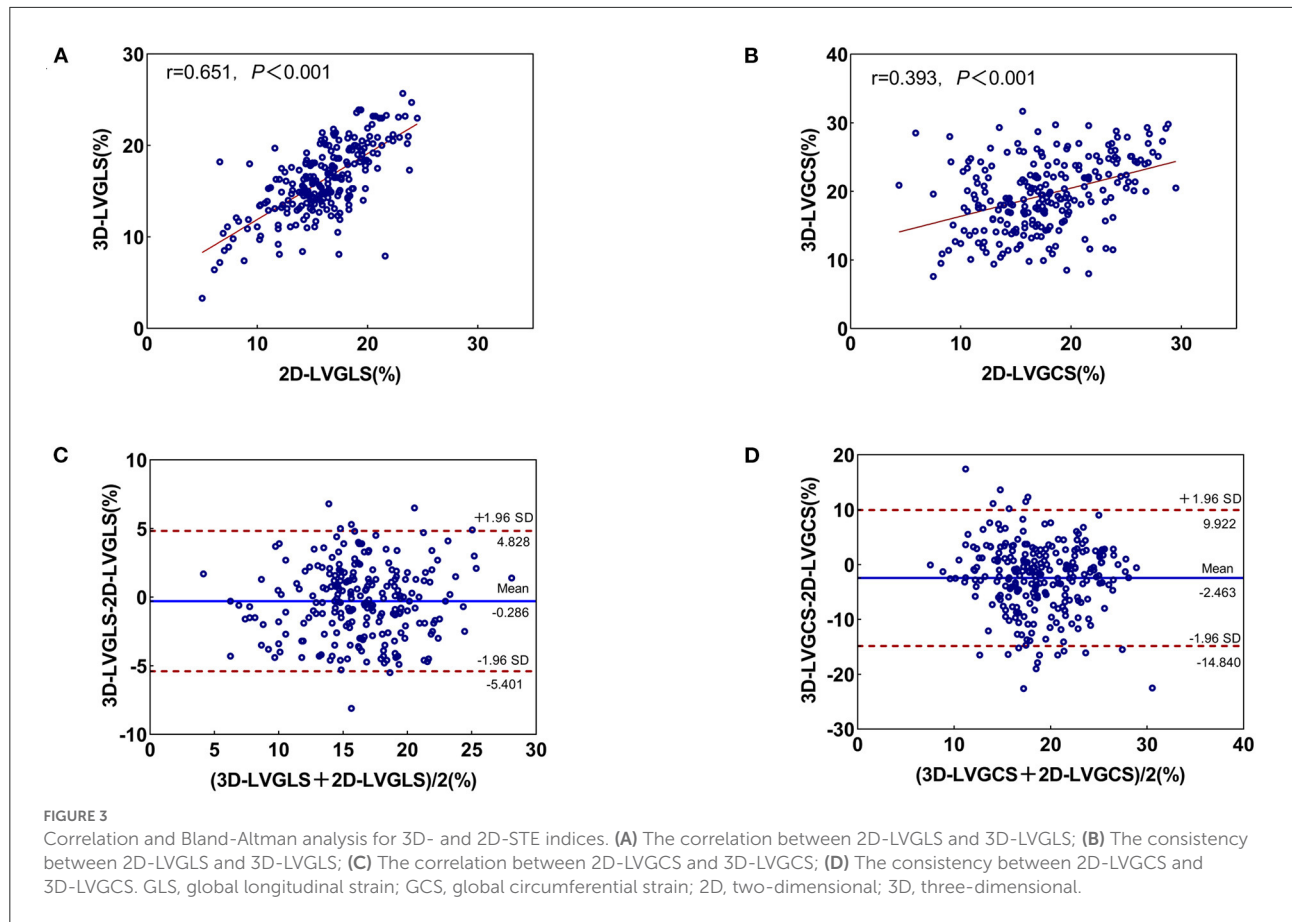 A
r=0.651, P<0.001
30
20
10
0
0
10
20
30
3D-LVGLS(%)
2D-LVGLS(%)
B
r=0.393, P<0.001
40
30
20
10
0
0
10
20
30
3D-LVGCS(%)
2D-LVGCS(%)
C
10
5
0
-5
-10
0
5
10
15
20
25
30
3D-LVGLS-2D-LVGLS(%)
(3D-LVGLS+2D-LVGLS)/2(%)
+1.96 SD
4.828
Mean
-0.286
-1.96 SD
-5.401
D
20
10
0
-10
-20
-30
0
10
20
30
40
3D-LVGCS-2D-LVGCS(%)
(3D-LVGCS+2D-LVGCS)/2(%)
+1.96 SD
9.922
Mean
-2.463
-1.96 SD
-14.840
FIGURE 3
Correlation and Bland-Altman analysis for 3D- and 2D-STE indices. (A) The correlation between 2D-LVGLS and 3D-LVGLS; (B) The consistency
between 2D-LVGLS and 3D-LVGLS; (C) The correlation between 2D-LVGCS and 3D-LVGCS; (D) The consistency between 2D-LVGCS and
3D-LVGCS. GLS, global longitudinal strain; GCS, global circumferential strain; 2D, two-dimensional; 3D, three-dimensional.